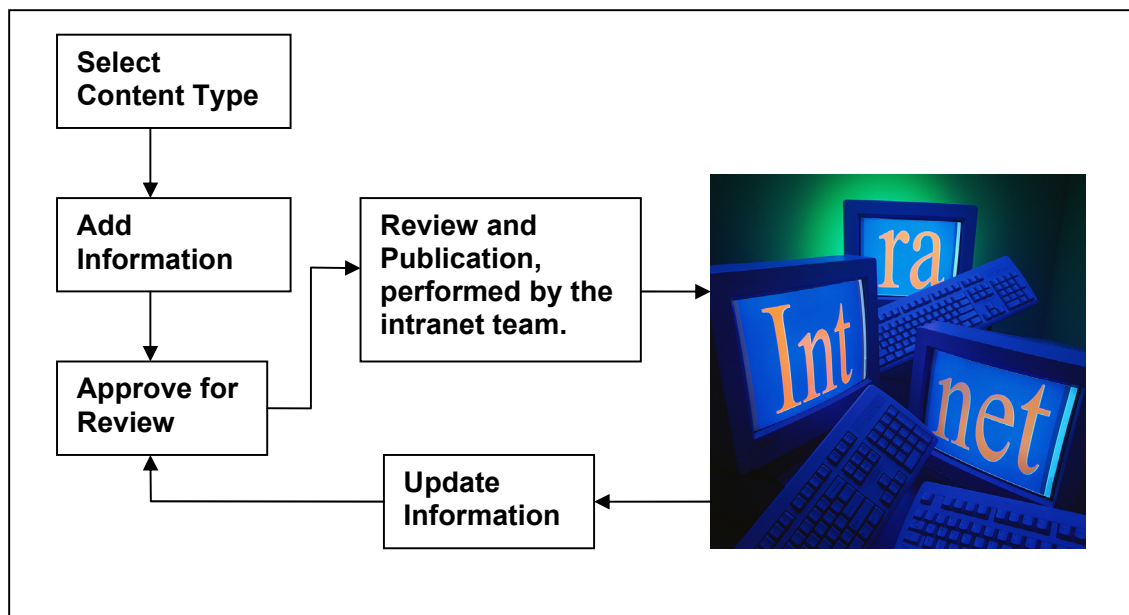 Select
Content Type
Add
Information
Review and
Publication,
performed by the
intranet team.
Approve for
Review
Update
Information
Int
ra
net